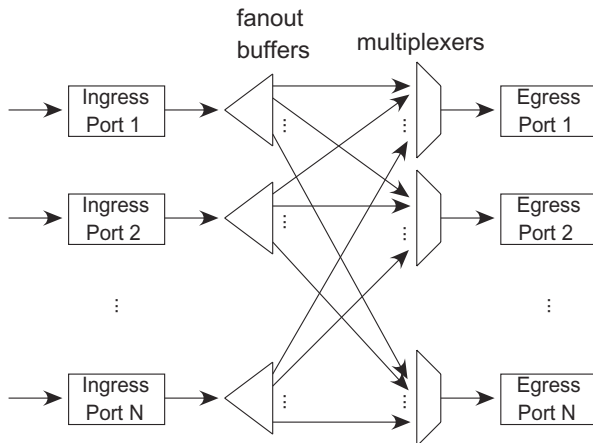 fanout
buffers
multiplexers
Ingress
Port 1
...
...
Egress
Port 1
Ingress
Port 2
...
...
Egress
Port 2
...
...
Ingress
Port N
...
...
Egress
Port N